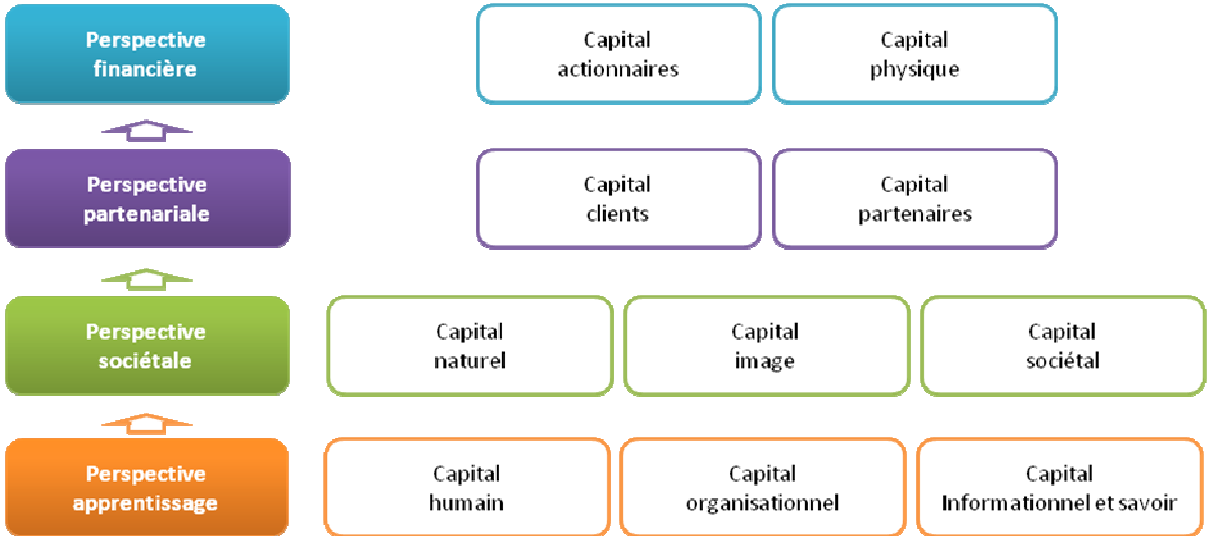 Perspective
financière
Capital
actionnaires
Capital
physique
Perspective
partenariale
Capital
clients
Capital
partenaires
Perspective
sociétale
Capital
naturel
Capital
image
Capital
sociétal
Perspective
apprentissage
Capital
humain
Capital
organisationnel
Capital
Informationnel et savoir